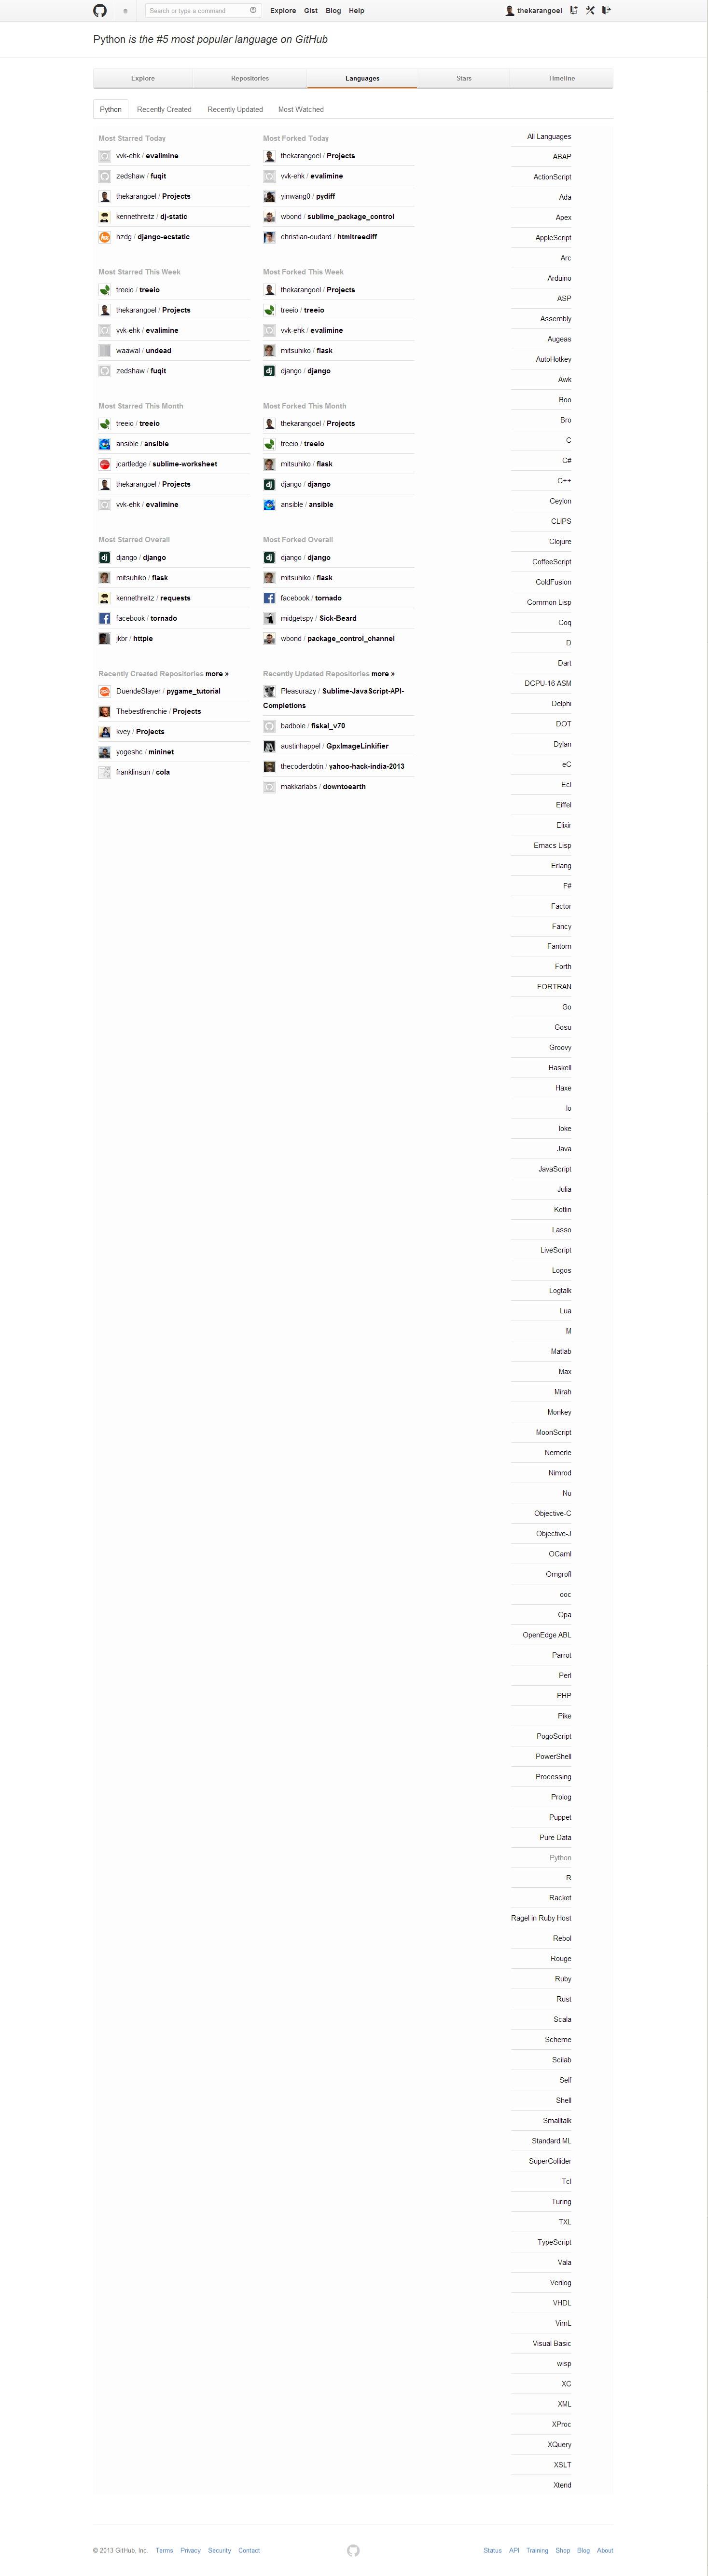 Search or type a command
Explore Gist Blog Help
thekarangoel
Python is the #5 most popular language on GitHub
Explore Repositories Languages Stars Timeline
Python Recently Created Recently Updated Most Watched
Most Starred Today
vvk-ehk / evalimine
zedshaw / fuqit
thekarangoel / Projects
kennethreitz / dj-static
hzdg / django-ecstatic
Most Forked Today
thekarangoel / Projects
vvk-ehk / evalimine
yinwang0 / pydiff
wbond / sublime_package_control
christian-oudard / htmltreediff
Most Starred This Week
treeio / treeio
thekarangoel / Projects
vvk-ehk / evalimine
waawal / undead
zedshaw / fuqit
Most Forked This Week
thekarangoel / Projects
treeio / treeio
vvk-ehk / evalimine
mitsuhiko / flask
django / django
Most Starred This Month
treeio / treeio
ansible / ansible
jcartledge / sublime-worksheet
thekarangoel / Projects
vvk-ehk / evalimine
Most Forked This Month
thekarangoel / Projects
treeio / treeio
mitsuhiko / flask
django / django
ansible / ansible
Most Starred Overall
django / django
mitsuhiko / flask
kennethreitz / requests
facebook / tornado
jkbr / httpie
Most Forked Overall
django / django
mitsuhiko / flask
facebook / tornado
midgetspy / Sick-Beard
wbond / package_control_channel
Recently Created Repositories more »
DuendeSlayer / pygame_tutorial
Thebestfrenchie / Projects
kvey / Projects
yogeshc / mininet
franklinsun / cola
Recently Updated Repositories more »
Pleasurazy / Sublime-JavaScript-API-
Completions
badbole / fiskal_v70
austinhappel / GpxImageLinkifier
thecoderdotin / yahoo-hack-india-2013
makkarlabs / downtoearth
All Languages
ABAP
ActionScript
Ada
Apex
AppleScript
Arc
Arduino
ASP
Assembly
Augeas
AutoHotkey
Awk
Boo
Bro
C
C#
C++
Ceylon
CLIPS
Clojure
CoffeeScript
ColdFusion
Common Lisp
Coq
D
Dart
DCPU-16 ASM
Delphi
DOT
Dylan
eC
Ecl
Eiffel
Elixir
Emacs Lisp
Erlang
F#
Factor
Fancy
Fantom
Forth
FORTRAN
Go
Gosu
Groovy
Haskell
Haxe
Io
Ioke
Java
JavaScript
Julia
Kotlin
Lasso
LiveScript
Logos
Logtalk
Lua
M
Matlab
Max
Mirah
Monkey
MoonScript
Nemerle
Nimrod
Nu
Objective-C
Objective-J
OCaml
Omgrofl
ooc
Opa
OpenEdge ABL
Parrot
Perl
PHP
Pike
PogoScript
PowerShell
Processing
Prolog
Puppet
Pure Data
Python
R
Racket
Ragel in Ruby Host
Rebol
Rouge
Ruby
Rust
Scala
Scheme
Scilab
Self
Shell
Smalltalk
Standard ML
SuperCollider
Tcl
Turing
TXL
TypeScript
Vala
Verilog
VHDL
VimL
Visual Basic
wisp
XC
XML
XProc
XQuery
XSLT
Xtend
© 2013 GitHub, Inc. Terms Privacy Security Contact
Status API Training Shop Blog About